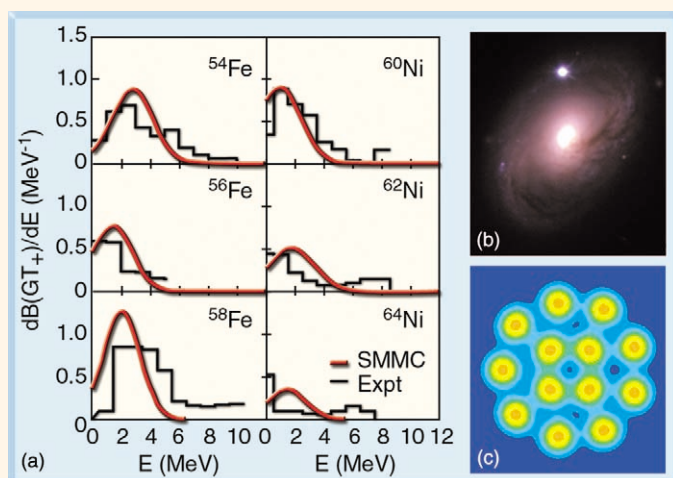 dB(GT₊)/dE (MeV⁻¹)
1.5
1.0
0.5
0
⁵⁴Fe
⁶⁰Ni
1.0
0.5
0
⁵⁶Fe
⁶²Ni
1.0
0.5
0
⁵⁸Fe
⁶⁴Ni
SMMC
Expt
0 2 4 6 8 10 0 2 4 6 8 12
E (MeV) E (MeV)
(a)
(b)
(c)